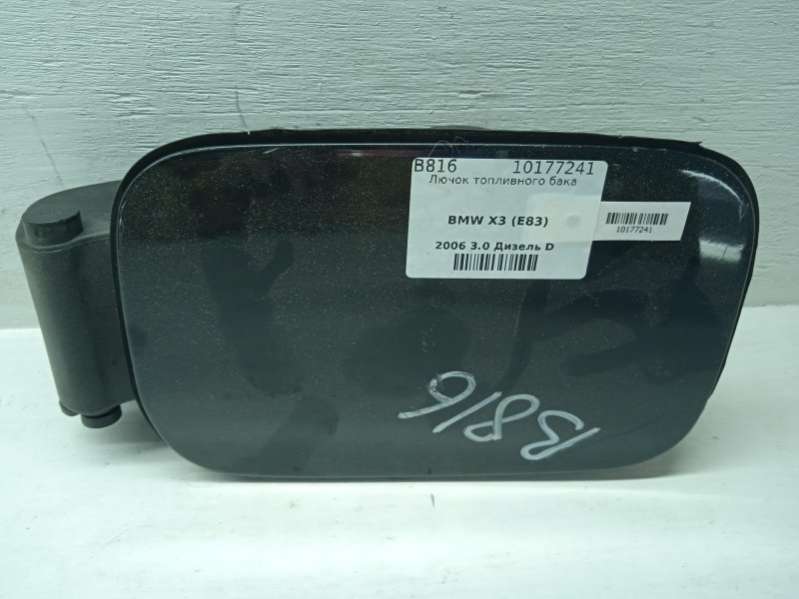 B816 10177241
Лючок топливного бака
BMW X3 (E83)
10177241
2006 3.0 Дизель D
B816